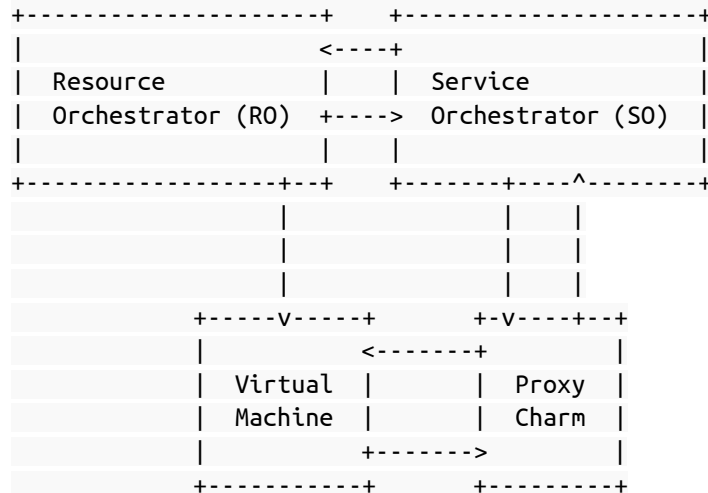 Resource Service
Orchestrator (RO) Orchestrator (SO)
Virtual Proxy
Machine Charm